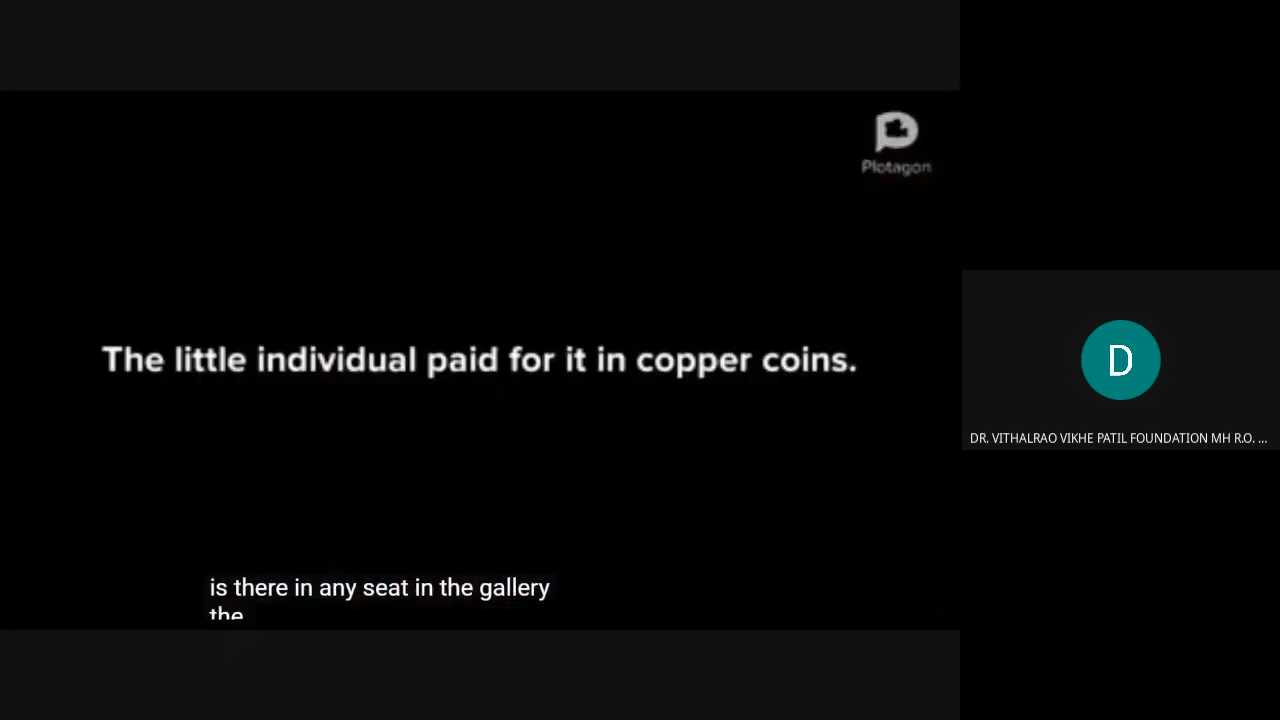 Plotagon
The little individual paid for it in copper coins.
D
DR. VITHALRAO VIKHE PATIL FOUNDATION MH R.O. ...
is there in any seat in the gallery
the